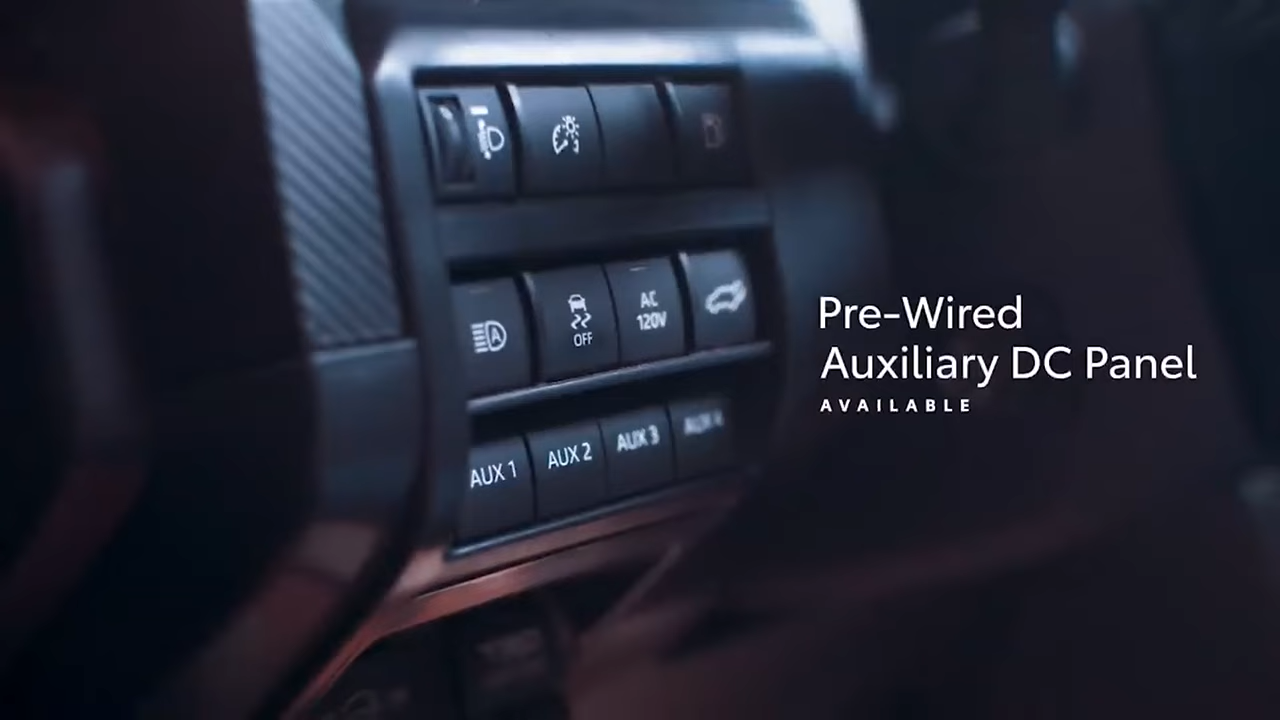 AC
120V
OFF
Pre-Wired
Auxiliary DC Panel
AVAILABLE
AUX 1
AUX 2
AUX 3
AUX 4